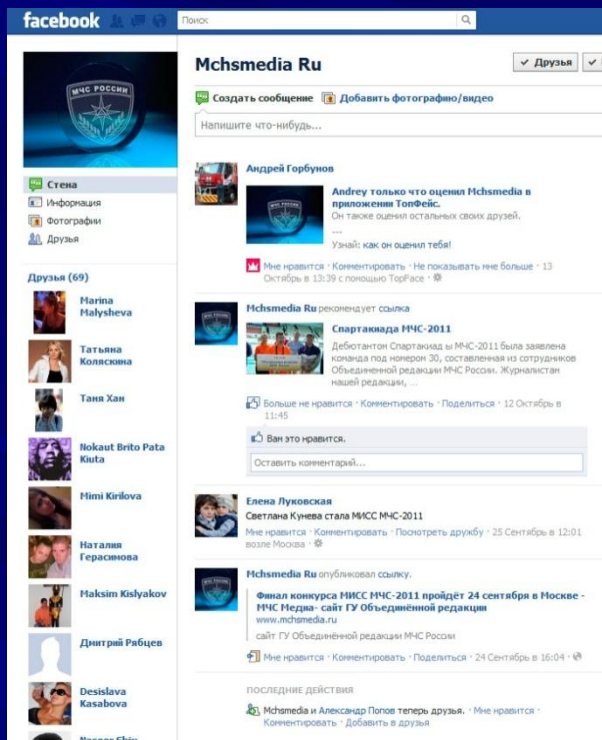 facebook
Поиск
МЧС РОССИИ
Стена
Информация
Фотографии
Друзья
Друзья (69)
Marina
Malysheva
Татьяна
Коляскина
Таня Хан
Nokaut Brito Pata
Kiuta
Mimi Kirilova
Наталия
Герасимова
Maksim Kislyakov
Дмитрий Рябцев
Desislava
Kasabova
Mchsmedia Ru
Друзья
Создать сообщение
Добавить фотографию/видео
Напишите что-нибудь...
Андрей Горбунов
Andrey только что оценил Mchsmedia в
приложении ТопФейс.
Он также оценил остальных своих друзей.
---
Узнай: как он оценил тебя!
Мне нравится · Комментировать · Не показывать мне больше · 13
Октябрь в 13:39 с помощью TopFace ·
Mchsmedia Ru рекомендует ссылка
Спартакиада МЧС-2011
Дебютантом Спартакиад ы МЧС-2011 была заявлена
команда под номером 30, составленная из сотрудников
Объединенной редакции МЧС России. Журналистам
нашей редакции, ...
Больше не нравится · Комментировать · Поделиться · 12 Октябрь в
11:45
Вам это нравится.
Оставить комментарий...
Елена Луковская
Светлана Кунева стала МИСС МЧС-2011
Мне нравится · Комментировать · Посмотреть дружбу · 25 Сентябрь в 12:01
возле Москва ·
Mchsmedia Ru опубликовал ссылку.
Финал конкурса МИСС МЧС-2011 пройдёт 24 сентября в Москве -
МЧС Медиа- сайт ГУ Объединённой редакции
www.mchsmedia.ru
сайт ГУ Объединённой редакции МЧС России
Мне нравится · Комментировать · Поделиться · 24 Сентябрь в 16:04 ·
ПОСЛЕДНИЕ ДЕЙСТВИЯ
Mchsmedia и Александр Попов теперь друзья. · Мне нравится ·
Комментировать · Добавить в друзья